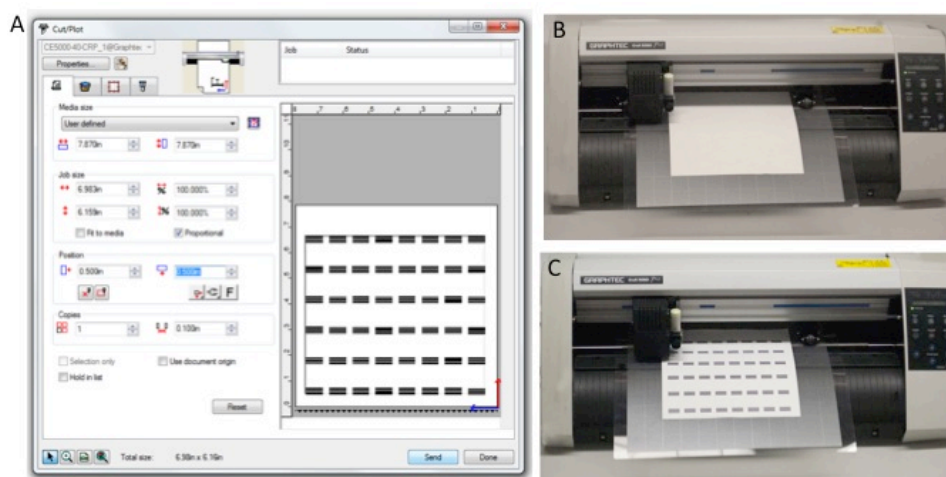 A
Cut/Plot
CE5000-40-CRP_1@Graphtec
Properties...
Job Status
Media size
User defined
7.870in 7.870in
Job size
6.983in 100.000%
6.159in 100.000%
Fit to media Proportional
Position
0.500in 0.500in
F
Copies
1 0.100in
Selection only Use document origin
Hold in list
Reset
Total size: 6.98in x 6.16in
Send Done
B
GRAPHTEC
C
GRAPHTEC